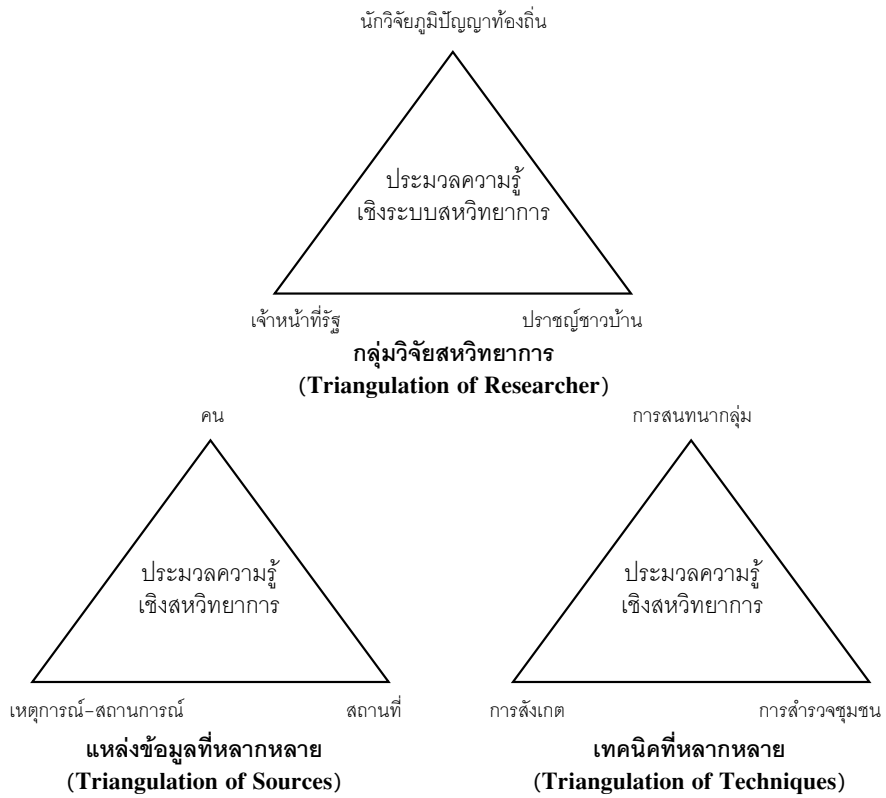 นักวิจัยภูมิปัญญาท้องถิ่น
ประมวลความรู้
เชิงระบบสหวิทยาการ
เจ้าหน้าที่รัฐ ปราชญ์ชาวบ้าน
กลุ่มวิจัยสหวิทยาการ
(Triangulation of Researcher)
คน
ประมวลความรู้
เชิงสหวิทยาการ
เหตุการณ์-สถานการณ์ สถานที่
แหล่งข้อมูลที่หลากหลาย
(Triangulation of Sources)
การสนทนากลุ่ม
ประมวลความรู้
เชิงสหวิทยาการ
การสังเกต การสำรวจชุมชน
เทคนิคที่หลากหลาย
(Triangulation of Techniques)